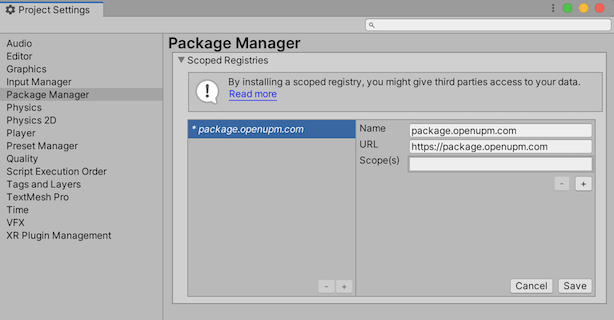 Project Settings
Audio
Editor
Graphics
Input Manager
Package Manager
Physics
Physics 2D
Player
Preset Manager
Quality
Script Execution Order
Tags and Layers
TextMesh Pro
Time
VFX
XR Plugin Management
Package Manager
Scoped Registries
By installing a scoped registry, you might give third parties access to your data.
Read more
* package.openupm.com
- +
Name package.openupm.com
URL https://package.openupm.com
Scope(s)
- +
Cancel Save